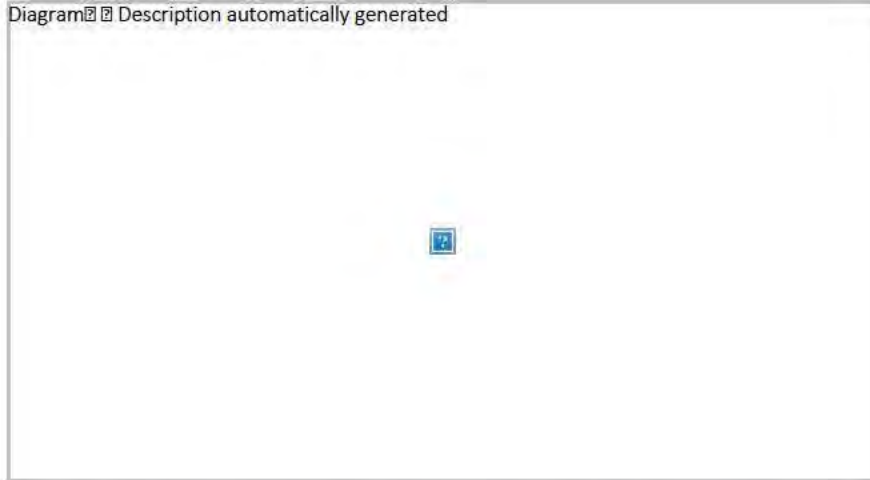 Diagram⍰ ⍰ Description automatically generated
?